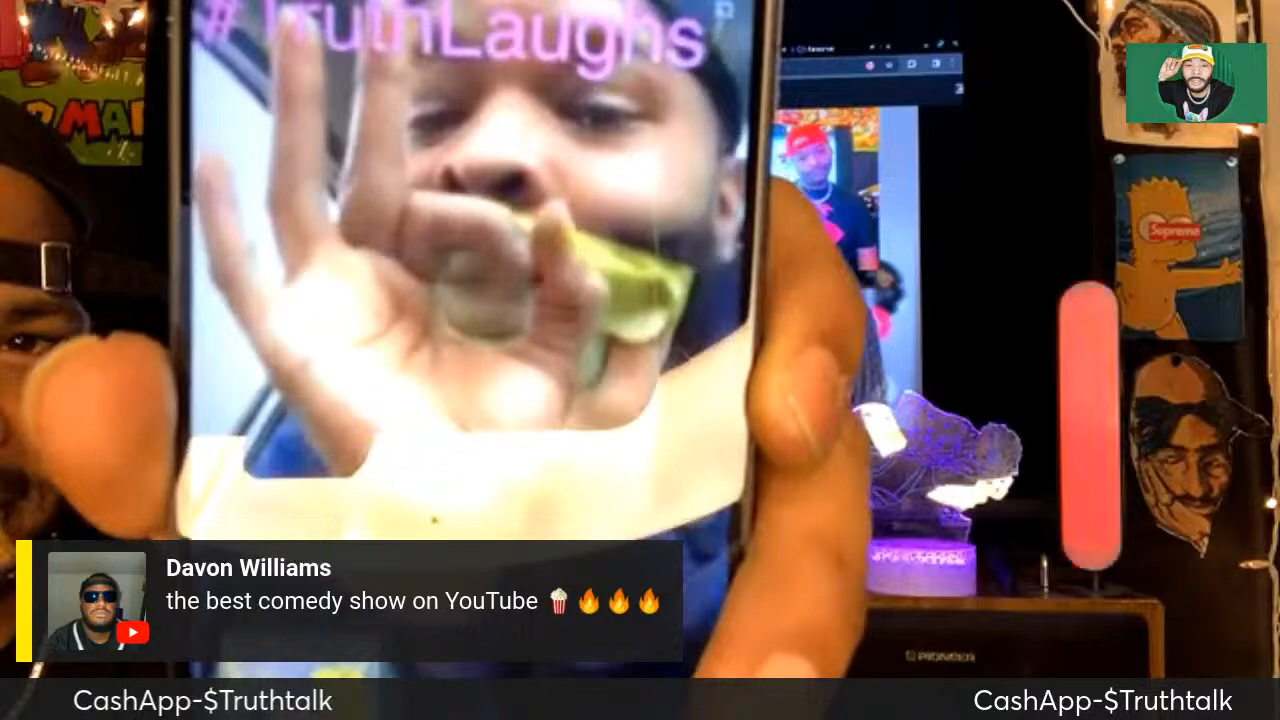 #TruthLaughs
Supreme
Davon Williams
the best comedy show on YouTube 🍿 🔥 🔥 🔥
PIONEER
CashApp-$Truthtalk
CashApp-$Truthtalk